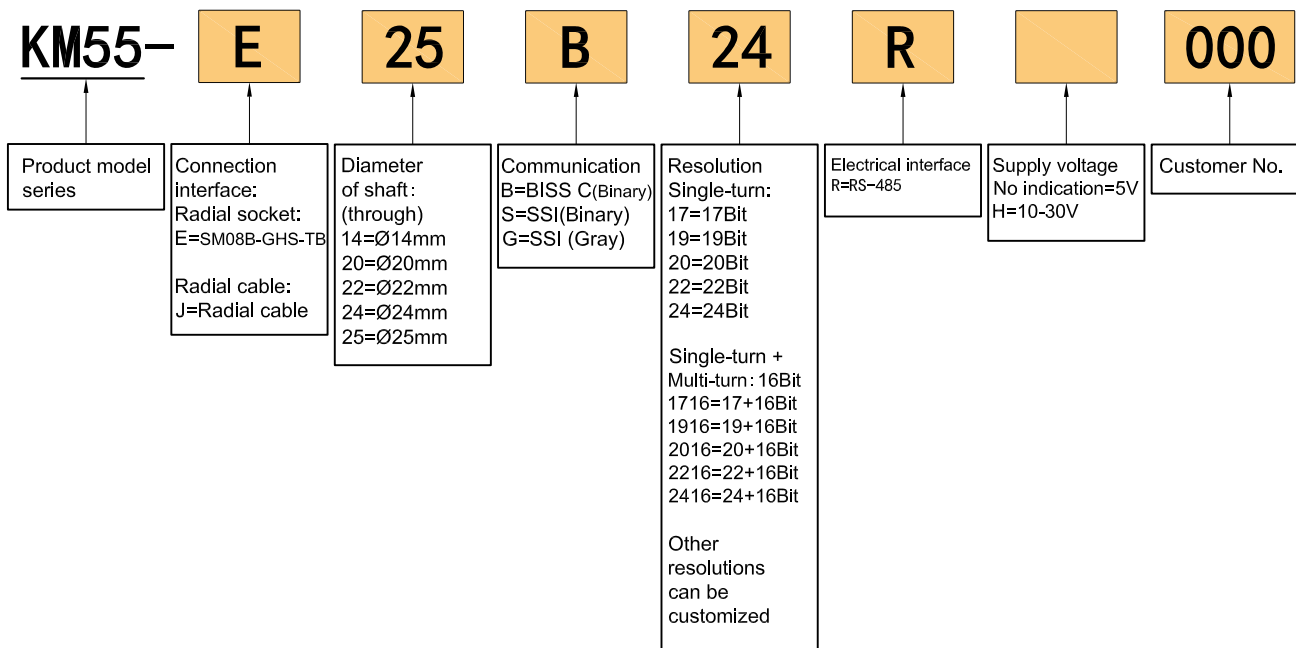 KM55- E 25 B 24 R 000
Product model
series
Connection
interface:
Radial socket:
E=SM08B-GHS-TB
Radial cable:
J=Radial cable
Diameter
of shaft:
(through)
14=Ø14mm
20=Ø20mm
22=Ø22mm
24=Ø24mm
25=Ø25mm
Communication
B=BISS C(Binary)
S=SSI(Binary)
G=SSI (Gray)
Resolution
Single-turn:
17=17Bit
19=19Bit
20=20Bit
22=22Bit
24=24Bit
Single-turn +
Multi-turn: 16Bit
1716=17+16Bit
1916=19+16Bit
2016=20+16Bit
2216=22+16Bit
2416=24+16Bit
Other
resolutions
can be
customized
Electrical interface
R=RS-485
Supply voltage
No indication=5V
H=10-30V
Customer No.